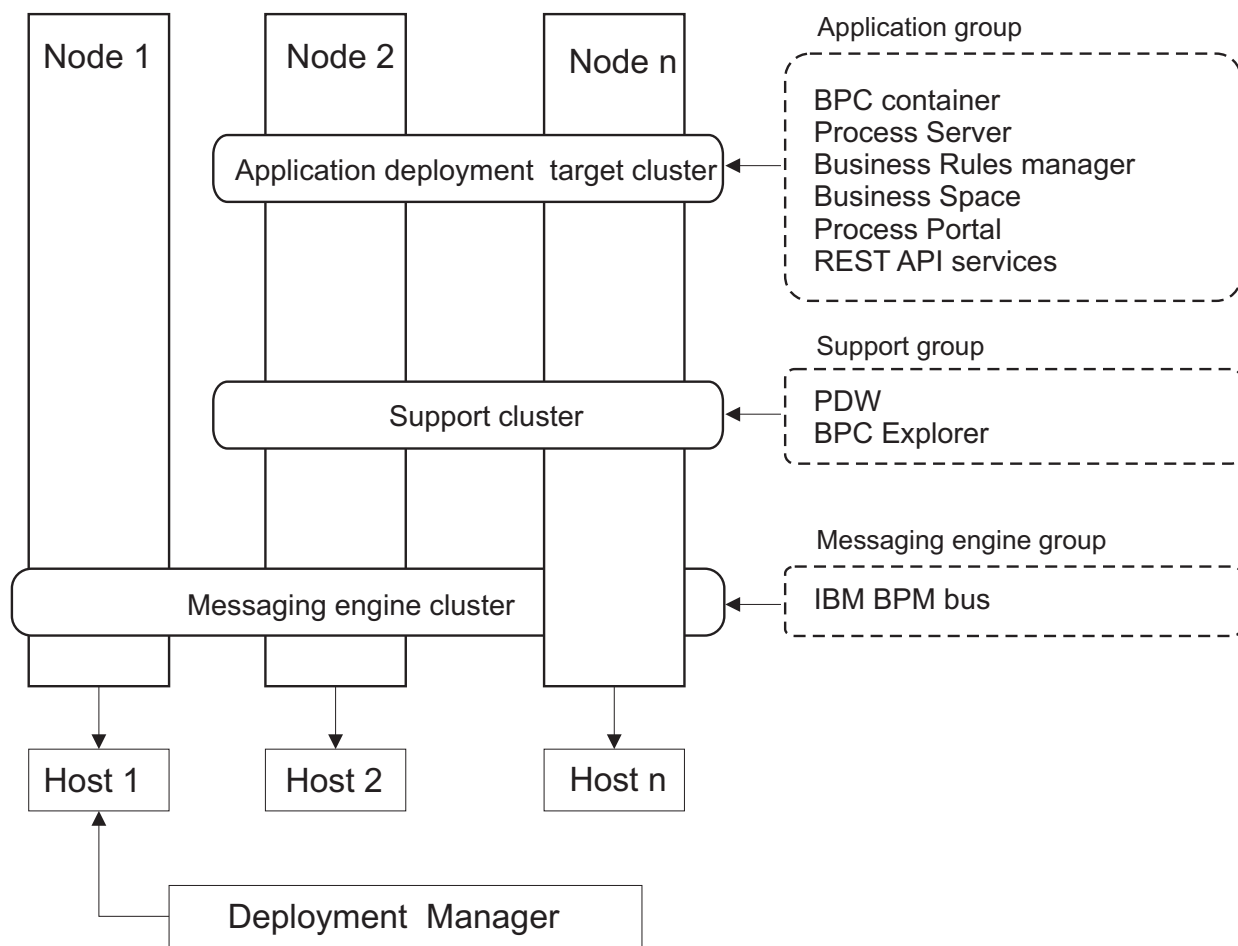 Node 1
Node 2
Node n
Application group
BPC container
Process Server
Business Rules manager
Business Space
Process Portal
REST API services
Application deployment target cluster
Support group
PDW
BPC Explorer
Support cluster
Messaging engine group
IBM BPM bus
Messaging engine cluster
Host 1
Host 2
Host n
Deployment Manager